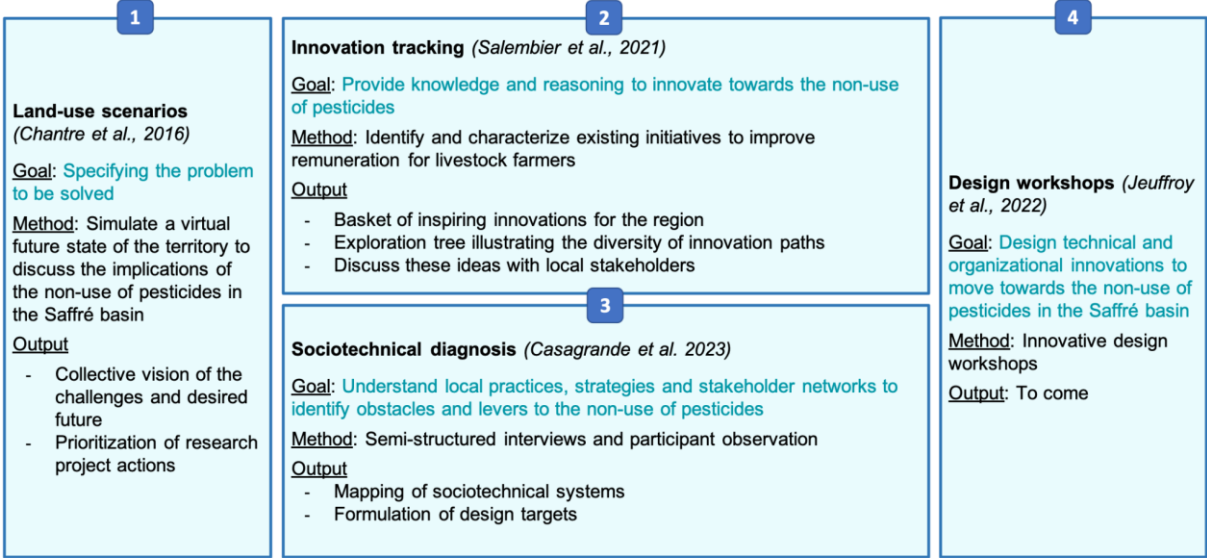 1
Land-use scenarios
(Chantre et al., 2016)
Goal: Specifying the problem
to be solved
Method: Simulate a virtual
future state of the territory to
discuss the implications of
the non-use of pesticides in
the Saffré basin
Output
- Collective vision of the
challenges and desired
future
- Prioritization of research
project actions
2
Innovation tracking (Salembier et al., 2021)
Goal: Provide knowledge and reasoning to innovate towards the non-use
of pesticides
Method: Identify and characterize existing initiatives to improve
remuneration for livestock farmers
Output
- Basket of inspiring innovations for the region
- Exploration tree illustrating the diversity of innovation paths
- Discuss these ideas with local stakeholders
3
Sociotechnical diagnosis (Casagrande et al. 2023)
Goal: Understand local practices, strategies and stakeholder networks to
identify obstacles and levers to the non-use of pesticides
Method: Semi-structured interviews and participant observation
Output
- Mapping of sociotechnical systems
- Formulation of design targets
4
Design workshops (Jeuffroy
et al., 2022)
Goal: Design technical and
organizational innovations to
move towards the non-use of
pesticides in the Saffré basin
Method: Innovative design
workshops
Output: To come